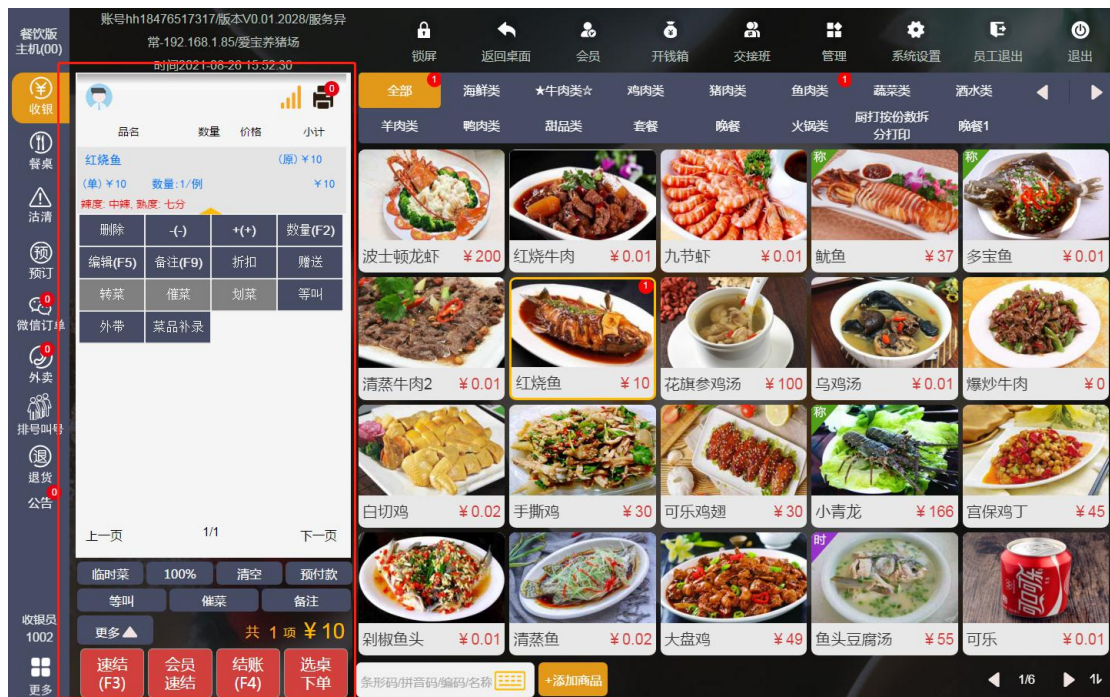 餐饮版
主机(00)
账号hh18476517317/版本V0.01.2028/服务异
常-192.168.1.85/爱宝养猪场
时间2021-08-26 15:52:30
锁屏
返回桌面
会员
开钱箱
交接班
管理
系统设置
员工退出
退出
收银
餐桌
沽清
预
预订
0
微信订单
0
外卖
排号叫号
退
退货
0
公告
收银员
1002
更多
0
品名 数量 价格 小计
红烧鱼 (原)¥10
(单)¥10 数量:1/例 ¥10
辣度: 中辣, 熟度: 七分
删除 -(-) +(+) 数量(F2)
编辑(F5) 备注(F9) 折扣 赠送
转菜 催菜 划菜 等叫
外带 菜品补录
上一页 1/1 下一页
临时菜 100% 清空 预付款
等叫 催菜 备注
更多 共 1 项 ¥10
速结
(F3)
会员
速结
结账
(F4)
选桌
下单
全部 1 海鲜类 ★牛肉类☆ 鸡肉类 猪肉类 鱼肉类 1 蔬菜类 酒水类
羊肉类 鸭肉类 甜品类 套餐 晚餐 火锅类 厨打按份数拆
分打印 晚餐1
称 称
波士顿龙虾 ¥200 红烧牛肉 ¥0.01 九节虾 ¥0.01 鱿鱼 ¥37 多宝鱼 ¥0.01
1
清蒸牛肉2 ¥0.01 红烧鱼 ¥10 花旗参鸡汤 ¥100 乌鸡汤 ¥0.01 爆炒牛肉 ¥0
称
白切鸡 ¥0.02 手撕鸡 ¥30 可乐鸡翅 ¥30 小青龙 ¥166 宫保鸡丁 ¥45
时
剁椒鱼头 ¥0.01 清蒸鱼 ¥0.02 大盘鸡 ¥49 鱼头豆腐汤 ¥55 可乐 ¥0.01
条形码/拼音码/编码/名称 +添加商品 1/6